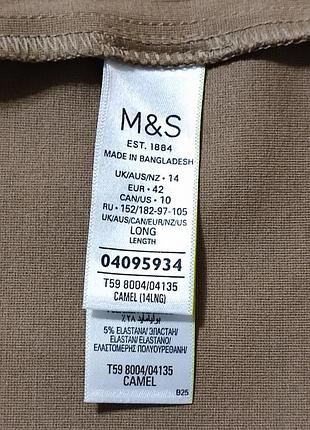 M&S
EST. 1884
MADE IN BANGLADESH
UK/AUS/NZ • 14
EUR • 42
CAN/US • 10
RU • 152/182-97-105
UK/AUS/CAN/EUR/NZ/US
LONG
LENGTH
04095934
T59 8004/04135
CAMEL (14LNG)
5% ELASTANA/ЭЛАСТАН/
ELASTAN/ELASTANO/
ΕΛΑΣΤΟΜΕΡΗΣ ΠΟΛΥΟΥΡΕΘΑΝΗ/
T59 8004/04135
CAMEL
B25